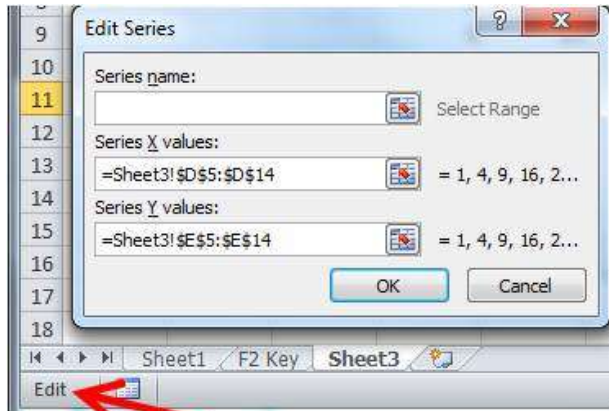 9
Edit Series
?
X
10
Series name:
11
Select Range
12
Series X values:
13
=Sheet3!$D$5:$D$14
= 1, 4, 9, 16, 2...
14
Series Y values:
15
=Sheet3!$E$5:$E$14
= 1, 4, 9, 16, 2...
16
OK
Cancel
17
18
Sheet1
F2 Key
Sheet3
Edit